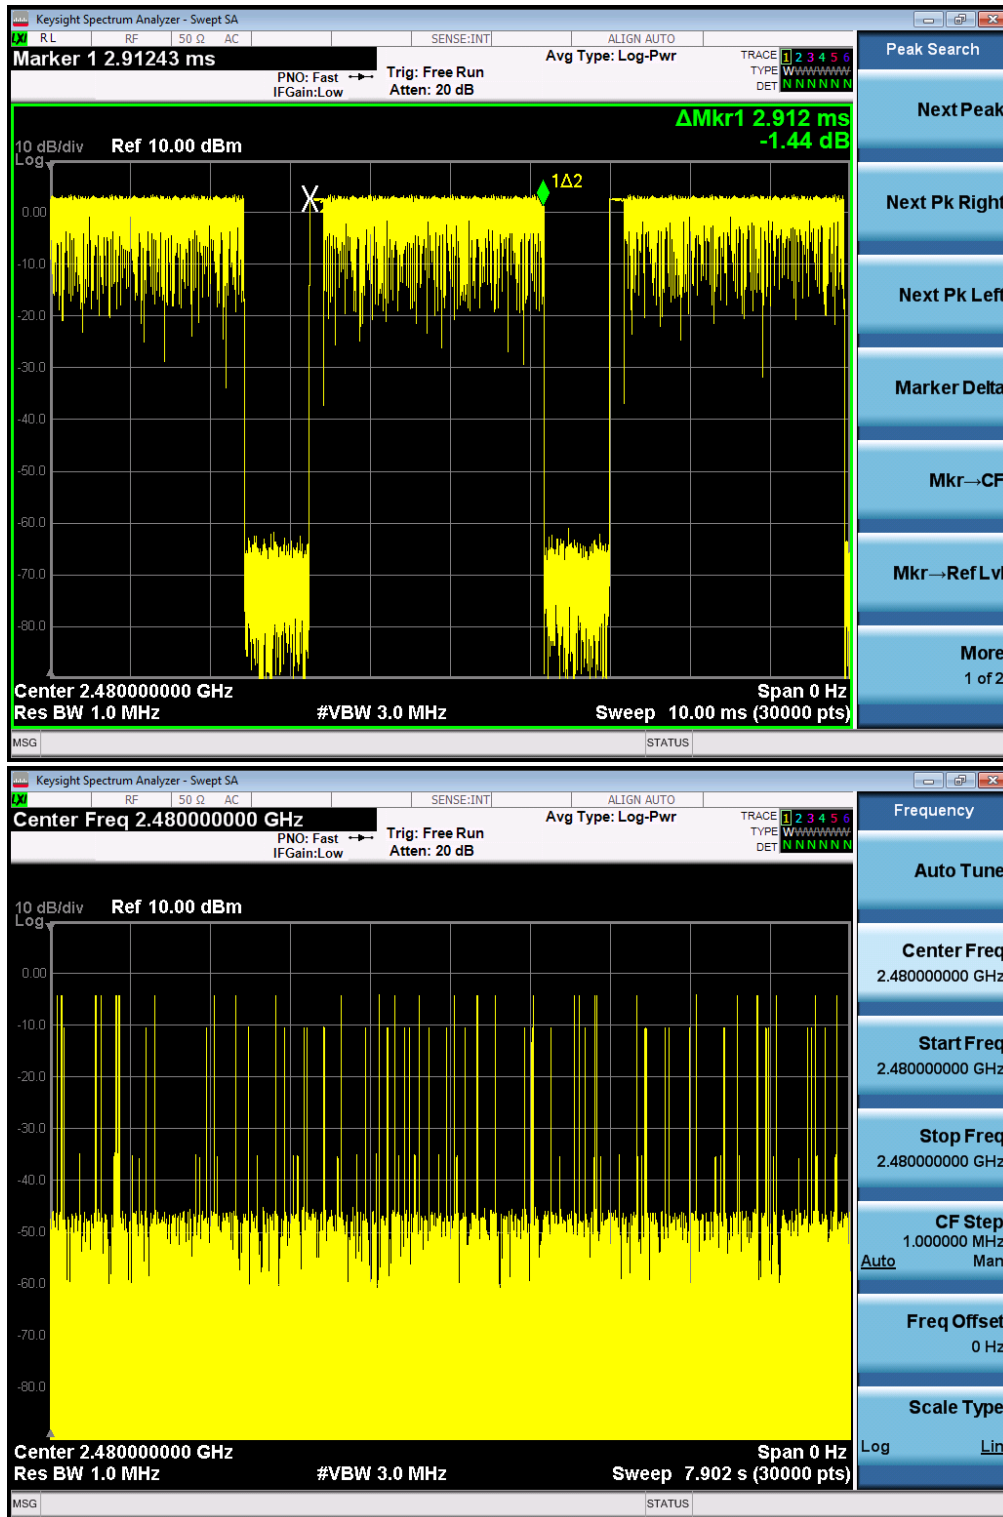 Keysight Spectrum Analyzer - Swept SA
LXI RL RF 50 Ω AC SENSE:INT ALIGN AUTO
Marker 1 2.91243 ms
PNO: Fast
IFGain:Low
Trig: Free Run
Atten: 20 dB
Avg Type: Log-Pwr
TRACE 1 2 3 4 5 6
TYPE WWWWWW
DET N N N N N N
ΔMkr1 2.912 ms
-1.44 dB
10 dB/div Ref 10.00 dBm
Log
1Δ2
0.00
-10.0
-20.0
-30.0
-40.0
-50.0
-60.0
-70.0
-80.0
Center 2.480000000 GHz Span 0 Hz
Res BW 1.0 MHz #VBW 3.0 MHz Sweep 10.00 ms (30000 pts)
MSG STATUS
Peak Search
Next Peak
Next Pk Right
Next Pk Left
Marker Delta
Mkr→CF
Mkr→Ref Lvl
More
1 of 2
Keysight Spectrum Analyzer - Swept SA
LXI RF 50 Ω AC SENSE:INT ALIGN AUTO
Center Freq 2.480000000 GHz
PNO: Fast
IFGain:Low
Trig: Free Run
Atten: 20 dB
Avg Type: Log-Pwr
TRACE 1 2 3 4 5 6
TYPE WWWWWW
DET N N N N N N
10 dB/div Ref 10.00 dBm
Log
0.00
-10.0
-20.0
-30.0
-40.0
-50.0
-60.0
-70.0
-80.0
Center 2.480000000 GHz Span 0 Hz
Res BW 1.0 MHz #VBW 3.0 MHz Sweep 7.902 s (30000 pts)
MSG STATUS
Frequency
Auto Tune
Center Freq
2.480000000 GHz
Start Freq
2.480000000 GHz
Stop Freq
2.480000000 GHz
CF Step
1.000000 MHz
Auto Man
Freq Offset
0 Hz
Scale Type
Log Lin